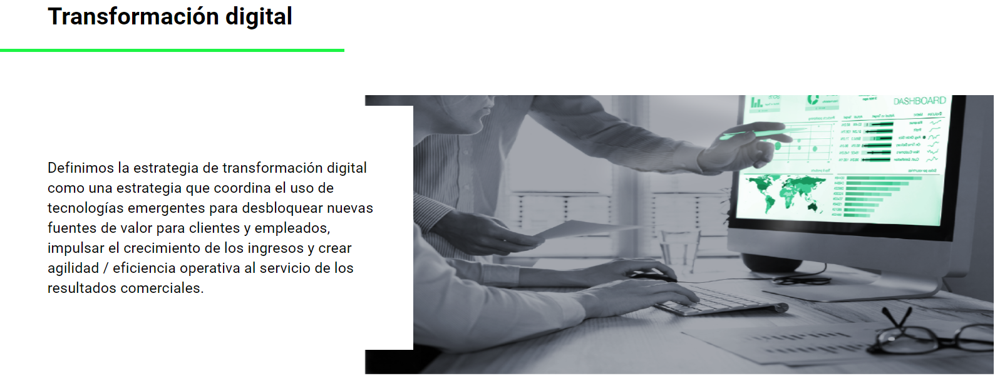 Transformación digital
Definimos la estrategia de transformación digital
como una estrategia que coordina el uso de
tecnologías emergentes para desbloquear nuevas
fuentes de valor para clientes y empleados,
impulsar el crecimiento de los ingresos y crear
agilidad / eficiencia operativa al servicio de los
resultados comerciales.
DASHBOARD